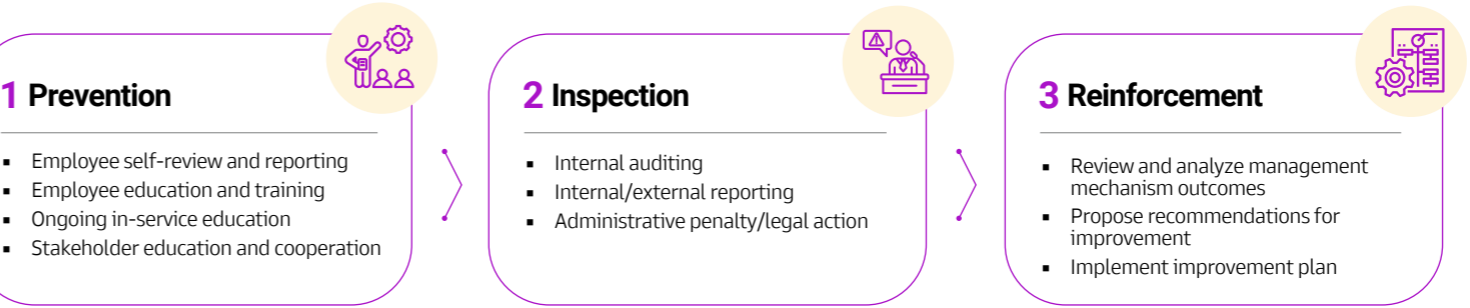 1 Prevention
▪ Employee self-review and reporting
▪ Employee education and training
▪ Ongoing in-service education
▪ Stakeholder education and cooperation
2 Inspection
▪ Internal auditing
▪ Internal/external reporting
▪ Administrative penalty/legal action
3 Reinforcement
▪ Review and analyze management
mechanism outcomes
▪ Propose recommendations for
improvement
▪ Implement improvement plan